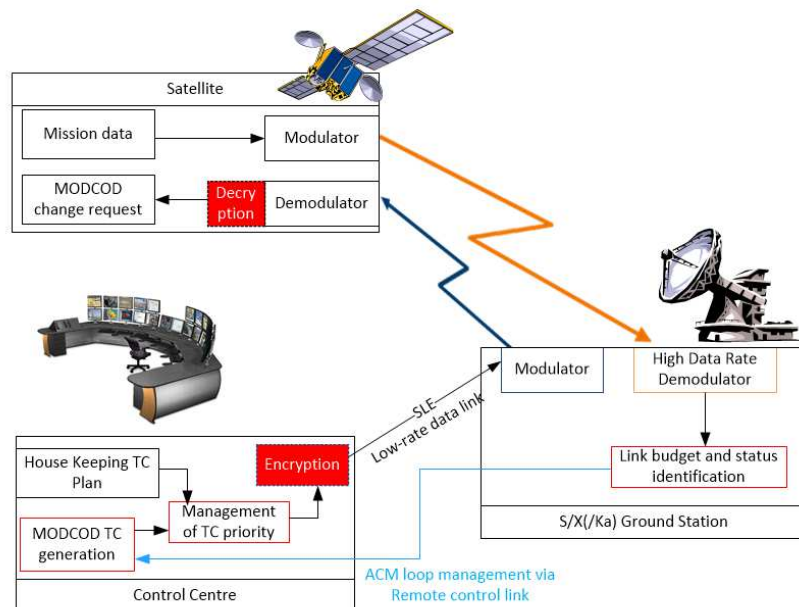 Satellite
Mission data
Modulator
MODCOD
change request
Decry
ption
Demodulator
Modulator
High Data Rate
Demodulator
SLE
Low-rate data link
Link budget and status
identification
S/X(/Ka) Ground Station
House Keeping TC
Plan
Encryption
Management
of TC priority
MODCOD TC
generation
ACM loop management via
Remote control link
Control Centre